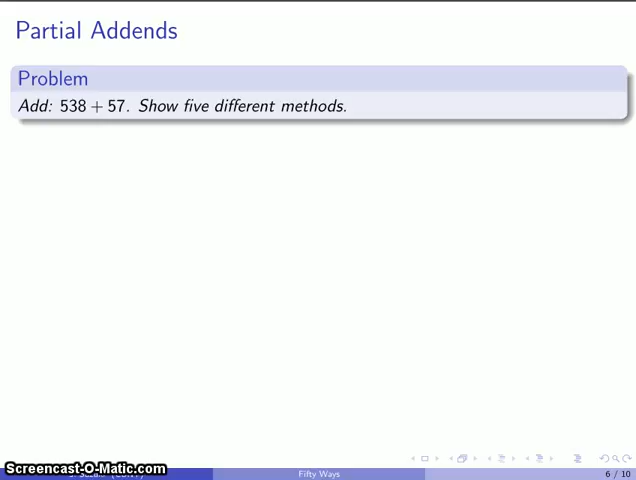 Partial Addends
Problem
Add: 538 + 57. Show five different methods.
Screencast-O-Matic.com
Fifty Ways
6 / 10